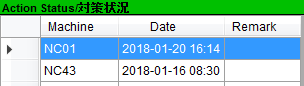 Action Status/対策状況
Machine Date Remark
NC01 2018-01-20 16:14
NC43 2018-01-16 08:30